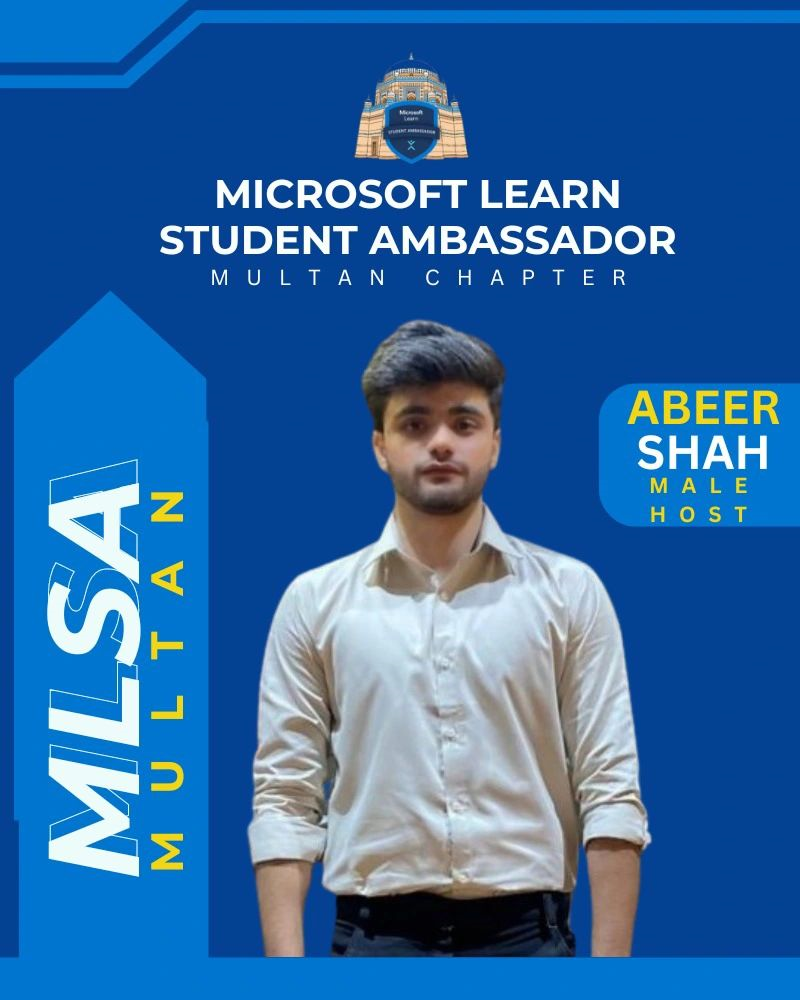 Microsoft
Learn
STUDENT AMBASSADOR
MICROSOFT LEARN
STUDENT AMBASSADOR
MULTAN CHAPTER
ABEER
SHAH
MALE
HOST
MLSA
MULTAN